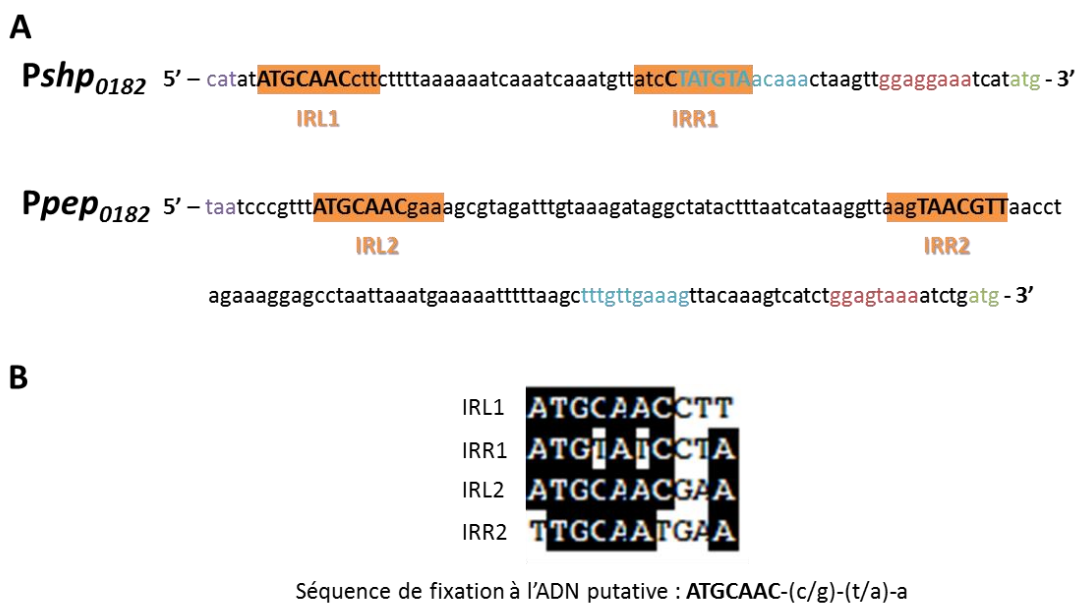 A
Pshp0182 5’ – catatATGCAACcttcttttaaaaaatcaaatcaaatgttatcCTATGTAacaaactaagttggaggaaatcatatg - 3’
IRL1 IRR1
Ppep0182 5’ – taatcccgtttATGCAACgaaagcgtagatttgtaaagataggctatactttaatcataaggttaagTAACGTTaacct
IRL2 IRR2
agaaaggagcctaattaaatgaaaaatttttaagctttgttgaaagttacaaagtcatctggagtaaaatctgatg - 3’
B
IRL1 ATGCAACCTT
IRR1 ATGTATCCTA
IRL2 ATGCAACGAA
IRR2 TTGCAATGAA
Séquence de fixation à l’ADN putative : ATGCAAC-(c/g)-(t/a)-a